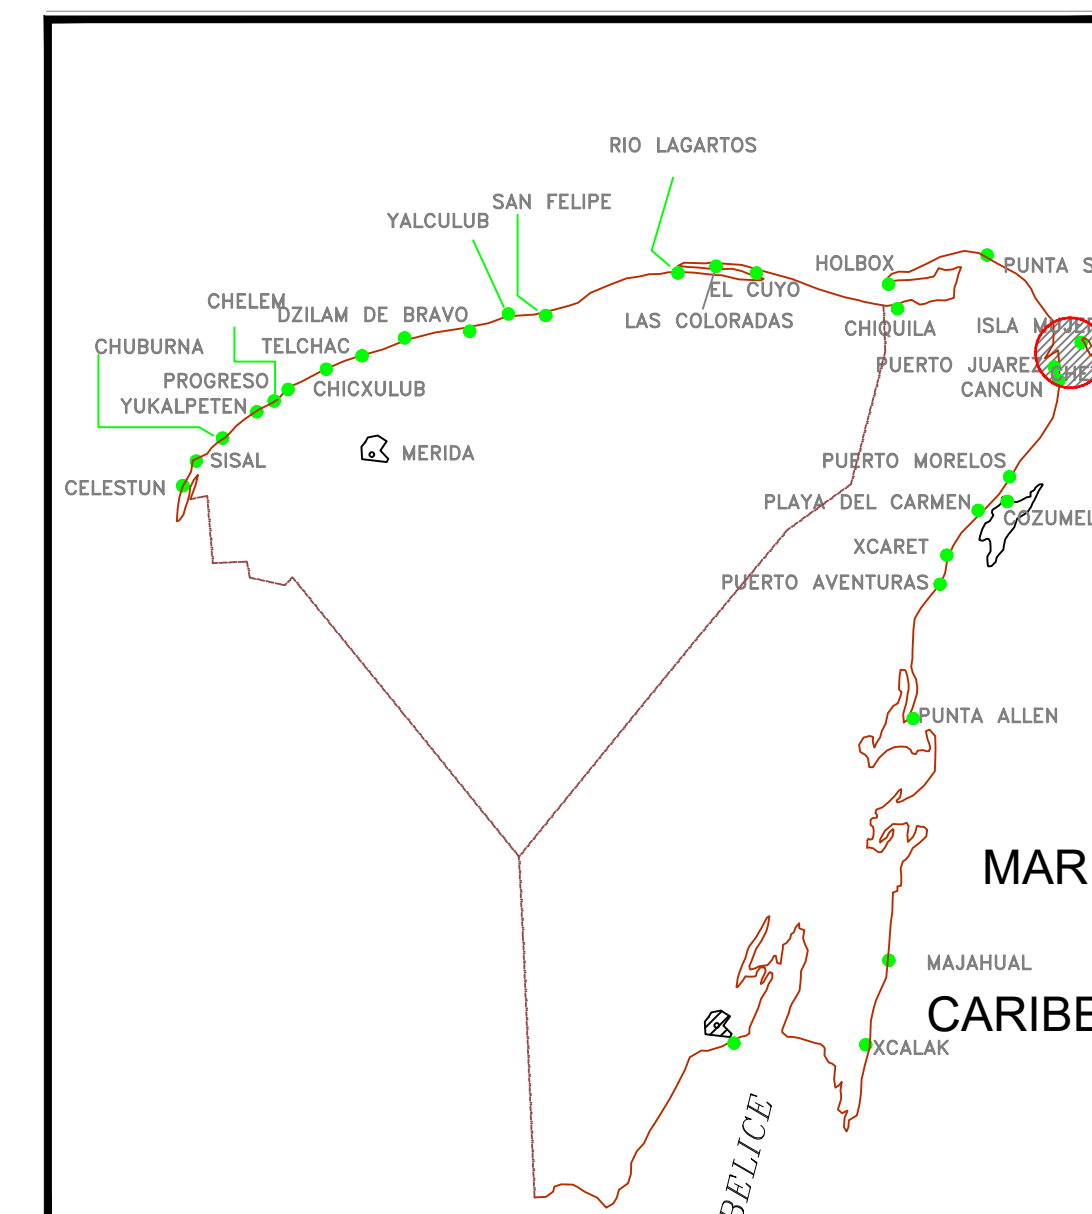 RIO LAGARTOS
SAN FELIPE
YALCULUB
HOLBOX
PUNTA S
EL CUYO
CHELEM
DZILAM DE BRAVO
LAS COLORADAS
CHIQUILA
ISLA MUJER
CHUBURNA
TELCHAC
PUERTO JUAREZ
CHE
PROGRESO
CHICXULUB
CANCUN
YUKALPETEN
MERIDA
SISAL
PUERTO MORELOS
CELESTUN
PLAYA DEL CARMEN
COZUMEL
XCARET
PUERTO AVENTURAS
PUNTA ALLEN
MAR
MAJAHUAL
CARIBE
XCALAK
BELICE